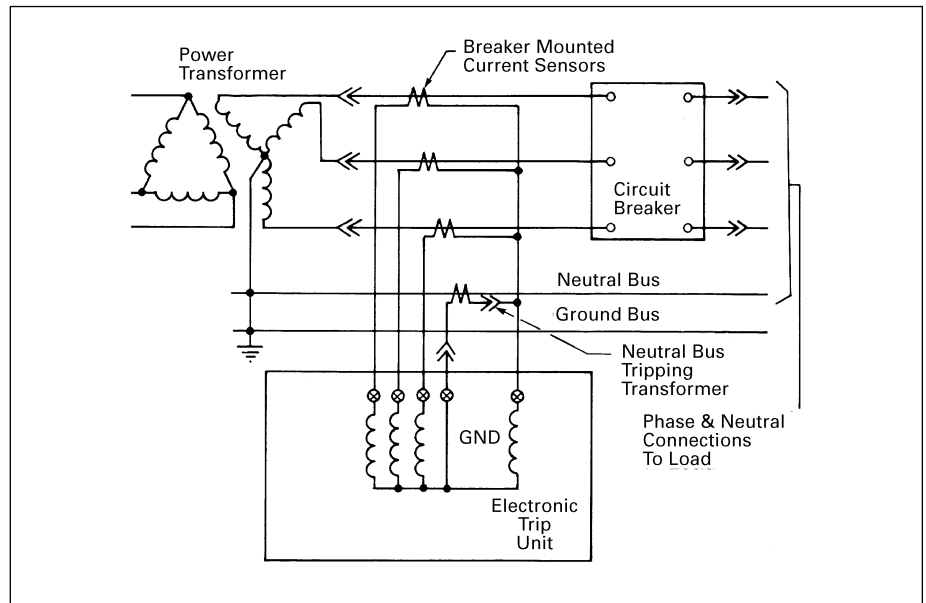 Power
Transformer
Breaker Mounted
Current Sensors
Circuit
Breaker
Neutral Bus
Ground Bus
Neutral Bus
Tripping
Transformer
Phase & Neutral
Connections
To Load
GND
Electronic
Trip
Unit